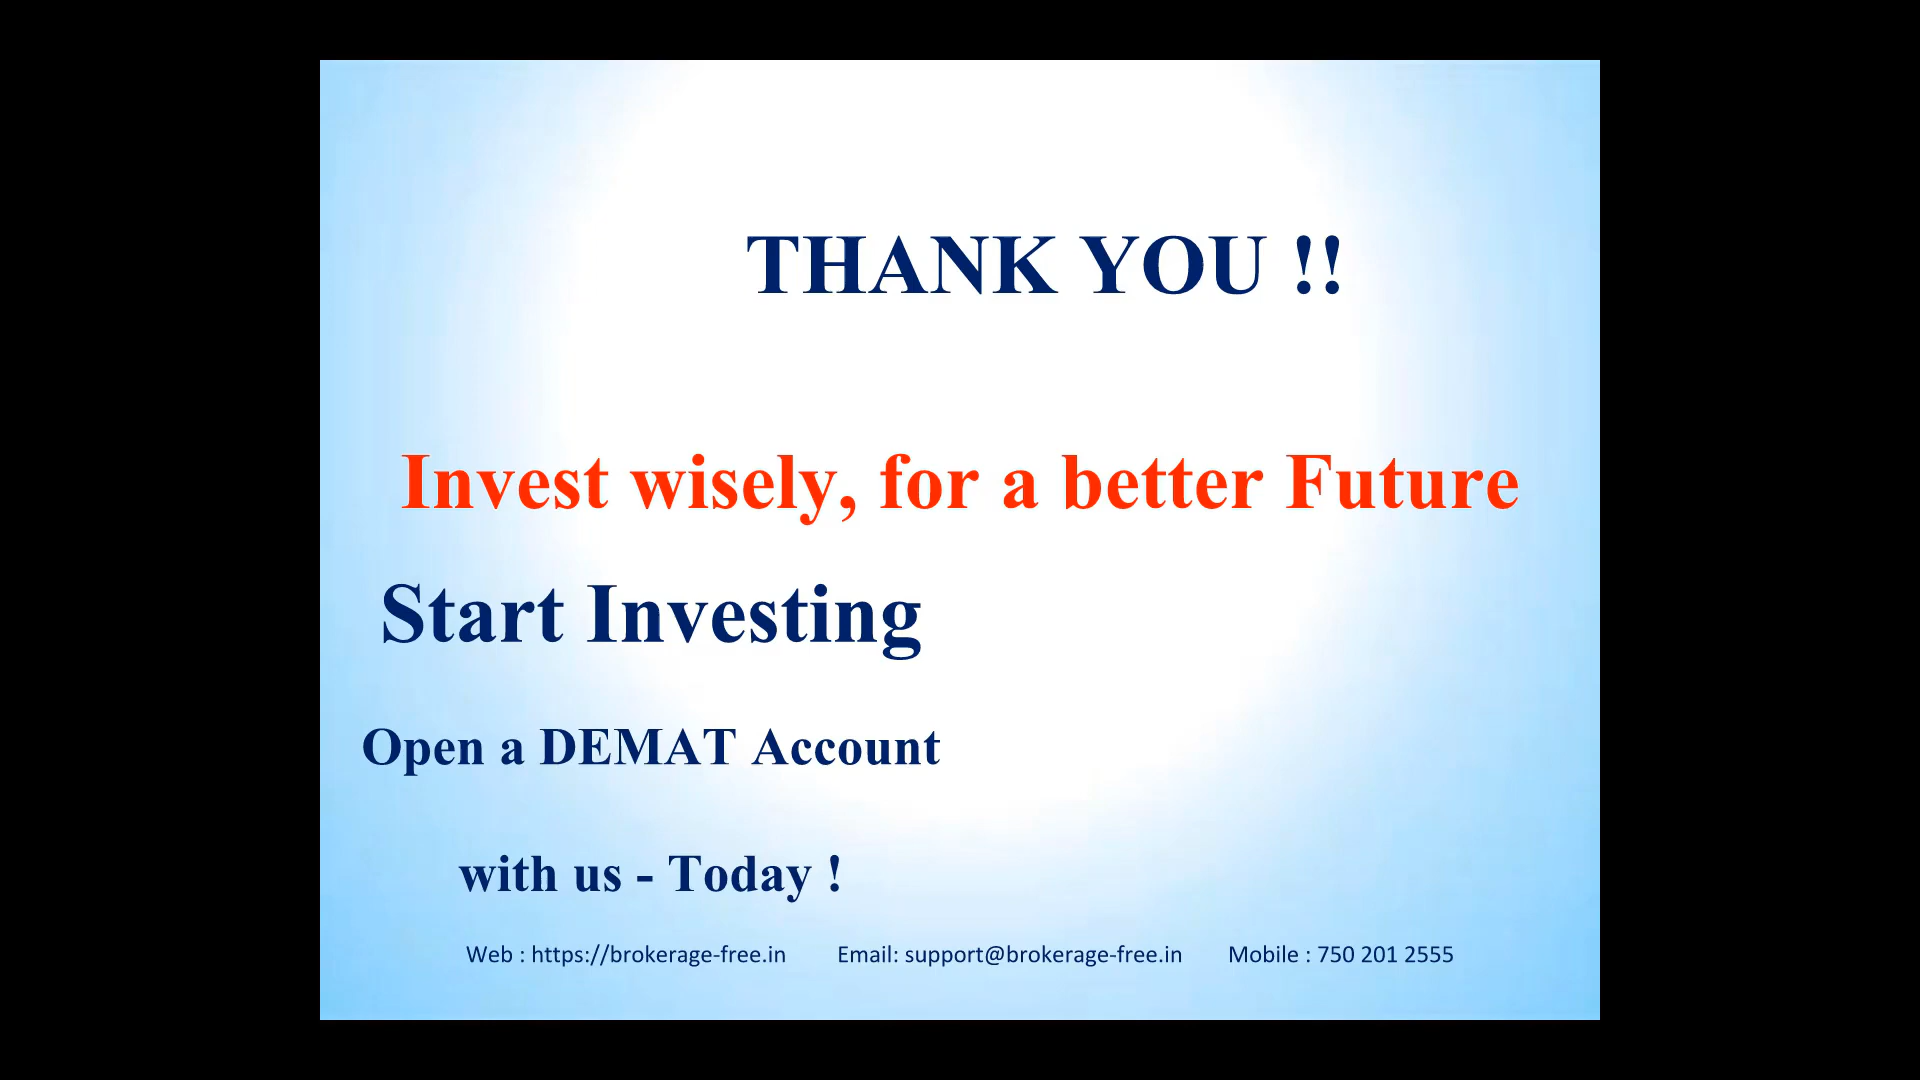 THANK YOU !!
Invest wisely, for a better Future
Start Investing
Open a DEMAT Account
with us - Today !
Web : https://brokerage-free.in Email: support@brokerage-free.in Mobile : 750 201 2555